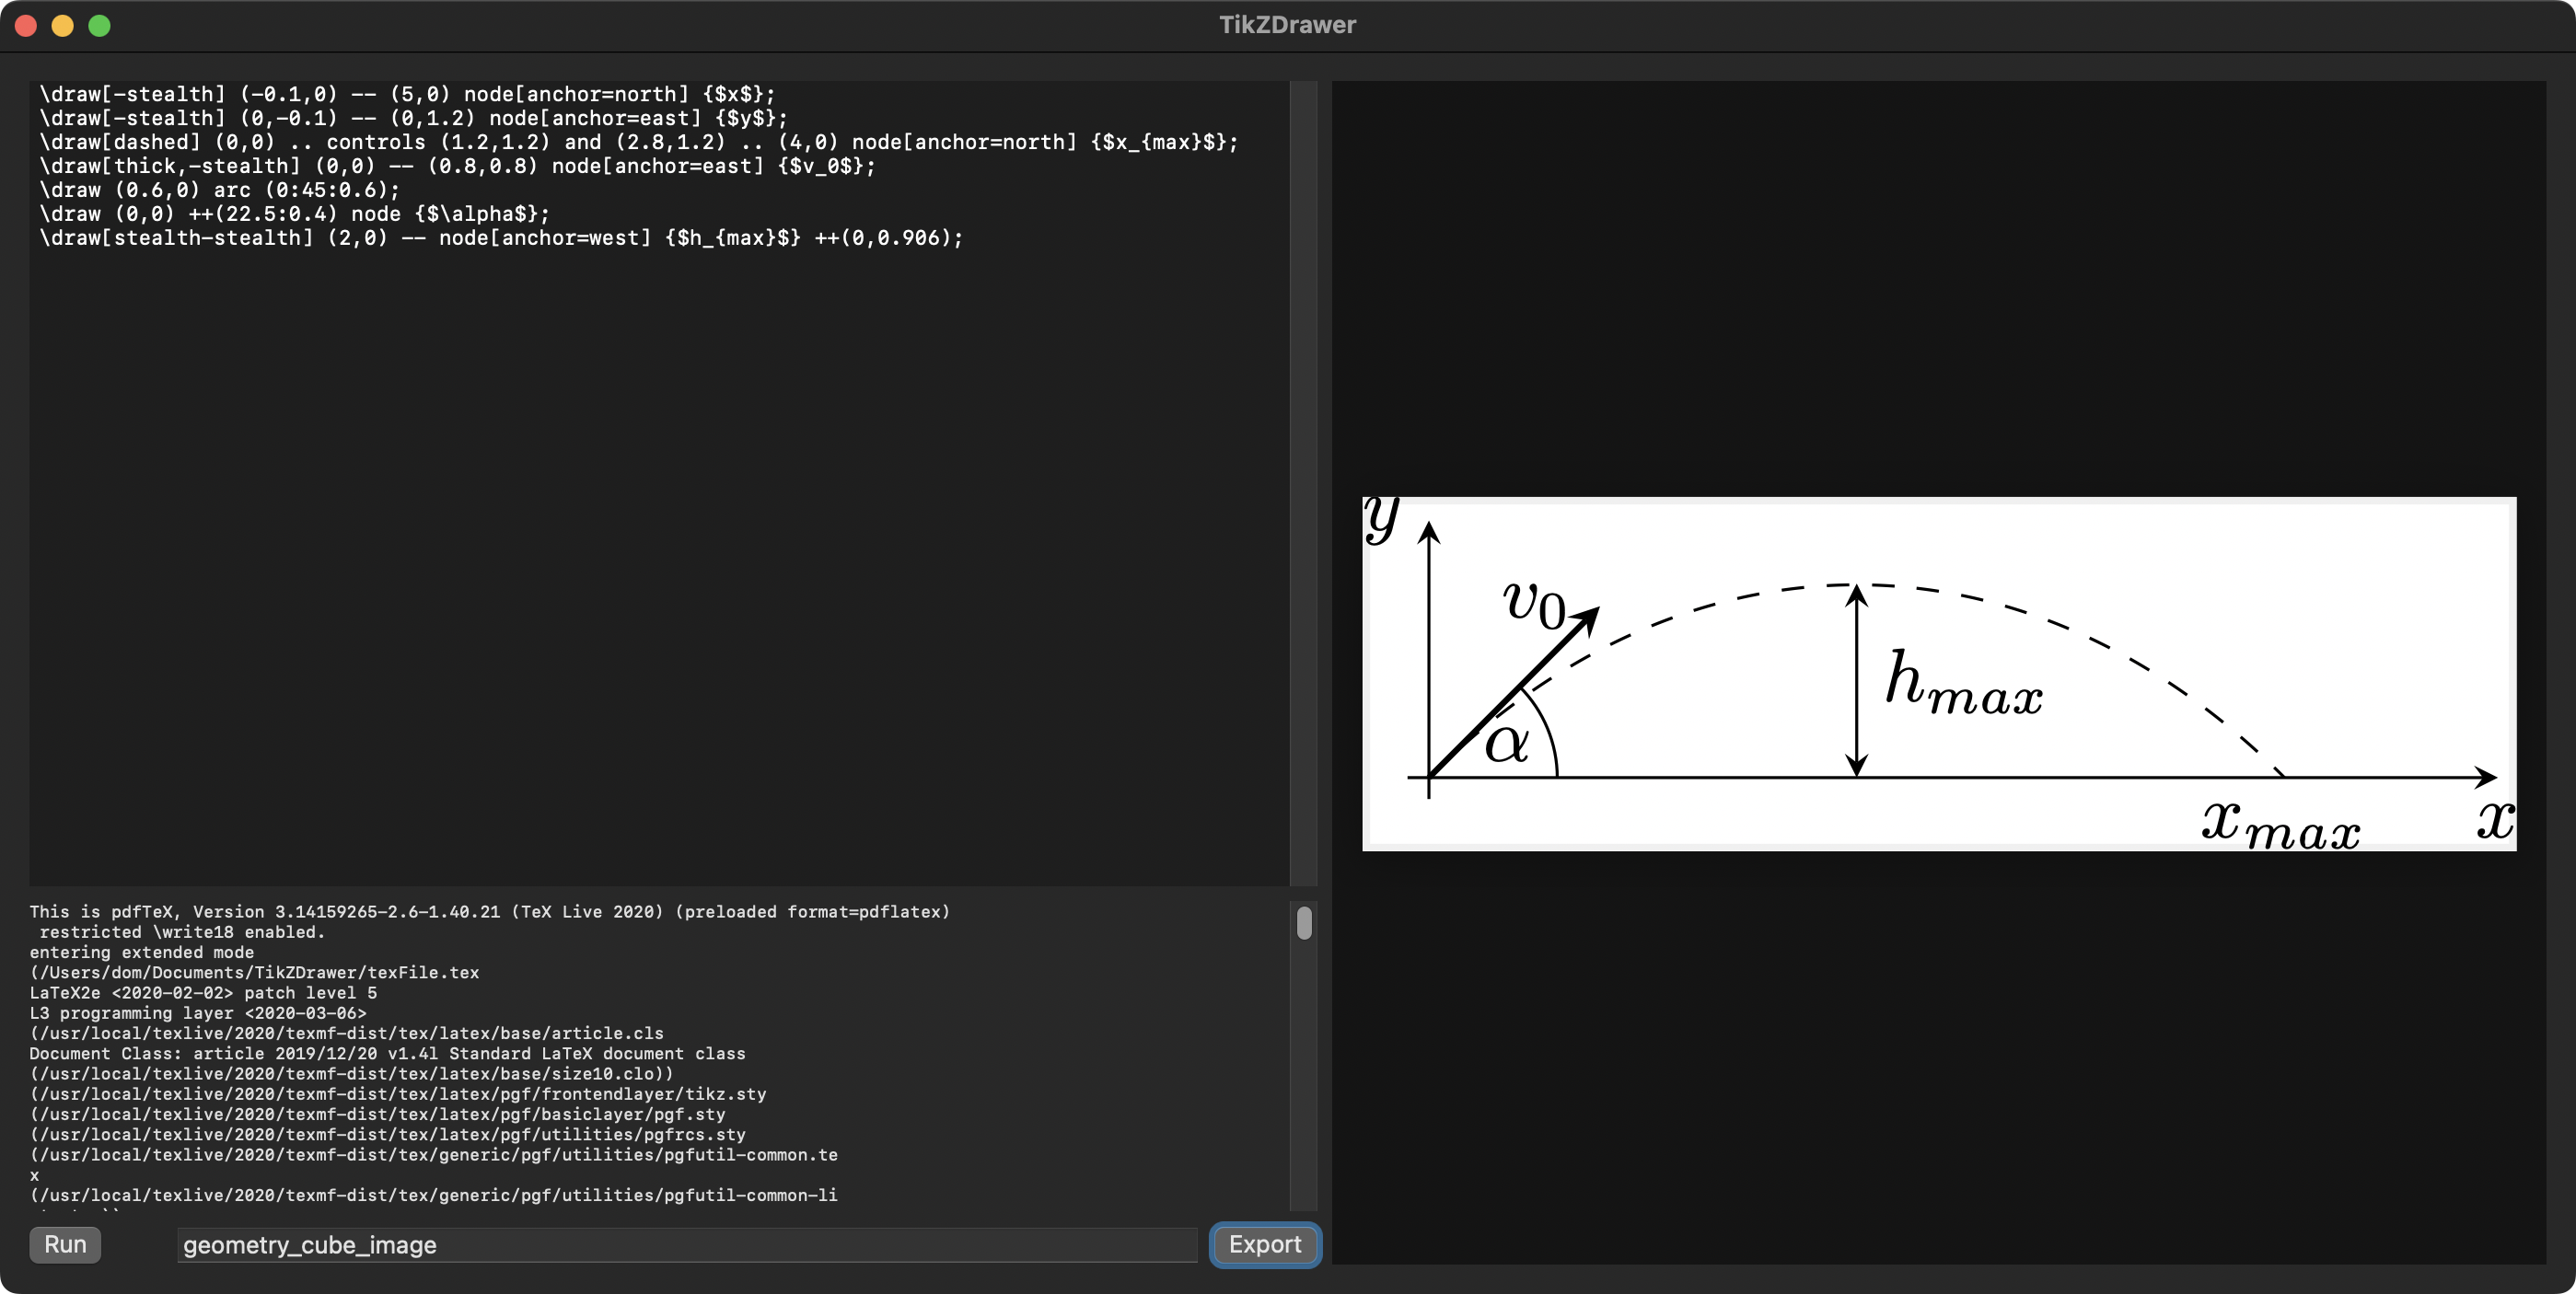 TikZDrawer
\draw[-stealth] (-0.1,0) -- (5,0) node[anchor=north] {$x$};
\draw[-stealth] (0,-0.1) -- (0,1.2) node[anchor=east] {$y$};
\draw[dashed] (0,0) .. controls (1.2,1.2) and (2.8,1.2) .. (4,0) node[anchor=north] {$x_{max}$};
\draw[thick,-stealth] (0,0) -- (0.8,0.8) node[anchor=east] {$v_0$};
\draw (0.6,0) arc (0:45:0.6);
\draw (0,0) ++(22.5:0.4) node {$\alpha$};
\draw[stealth-stealth] (2,0) -- node[anchor=west] {$h_{max}$} ++(0,0.906);
This is pdfTeX, Version 3.14159265-2.6-1.40.21 (TeX Live 2020) (preloaded format=pdflatex)
 restricted \write18 enabled.
entering extended mode
(/Users/dom/Documents/TikZDrawer/texFile.tex
LaTeX2e <2020-02-02> patch level 5
L3 programming layer <2020-03-06>
(/usr/local/texlive/2020/texmf-dist/tex/latex/base/article.cls
Document Class: article 2019/12/20 v1.4l Standard LaTeX document class
(/usr/local/texlive/2020/texmf-dist/tex/latex/base/size10.clo))
(/usr/local/texlive/2020/texmf-dist/tex/latex/pgf/frontendlayer/tikz.sty
(/usr/local/texlive/2020/texmf-dist/tex/latex/pgf/basiclayer/pgf.sty
(/usr/local/texlive/2020/texmf-dist/tex/latex/pgf/utilities/pgfrcs.sty
(/usr/local/texlive/2020/texmf-dist/tex/generic/pgf/utilities/pgfutil-common.te
x
(/usr/local/texlive/2020/texmf-dist/tex/generic/pgf/utilities/pgfutil-common-li
Run
geometry_cube_image
Export
y
v0
α
hmax
xmax
x